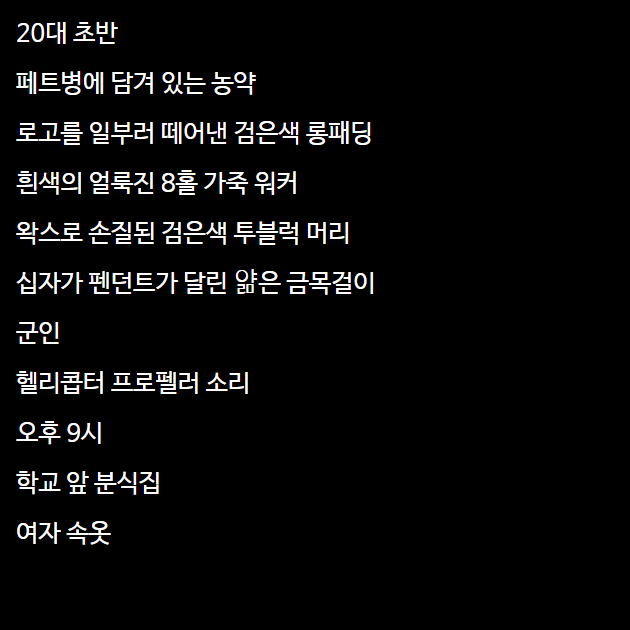 20대 초반
페트병에 담겨 있는 농약
로고를 일부러 떼어낸 검은색 롱패딩
흰색의 얼룩진 8홀 가죽 워커
왁스로 손질된 검은색 투블럭 머리
십자가 펜던트가 달린 얇은 금목걸이
군인
헬리콥터 프로펠러 소리
오후 9시
학교 앞 분식집
여자 속옷